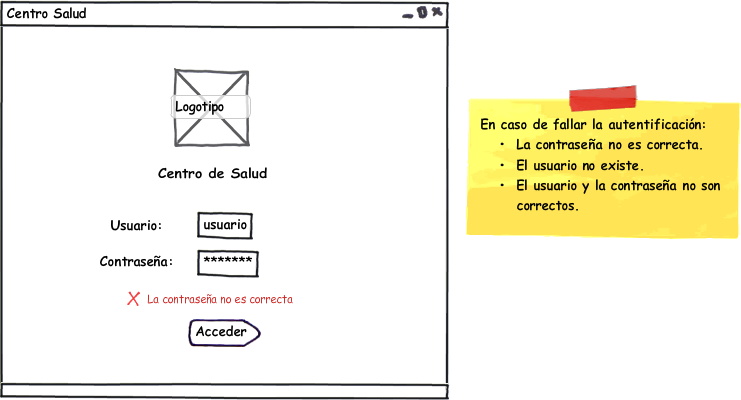 Centro Salud
Logotipo
Centro de Salud
Usuario: usuario
Contraseña: *******
X La contraseña no es correcta
Acceder
En caso de fallar la autentificación:
• La contraseña no es correcta.
• El usuario no existe.
• El usuario y la contraseña no son
correctos.